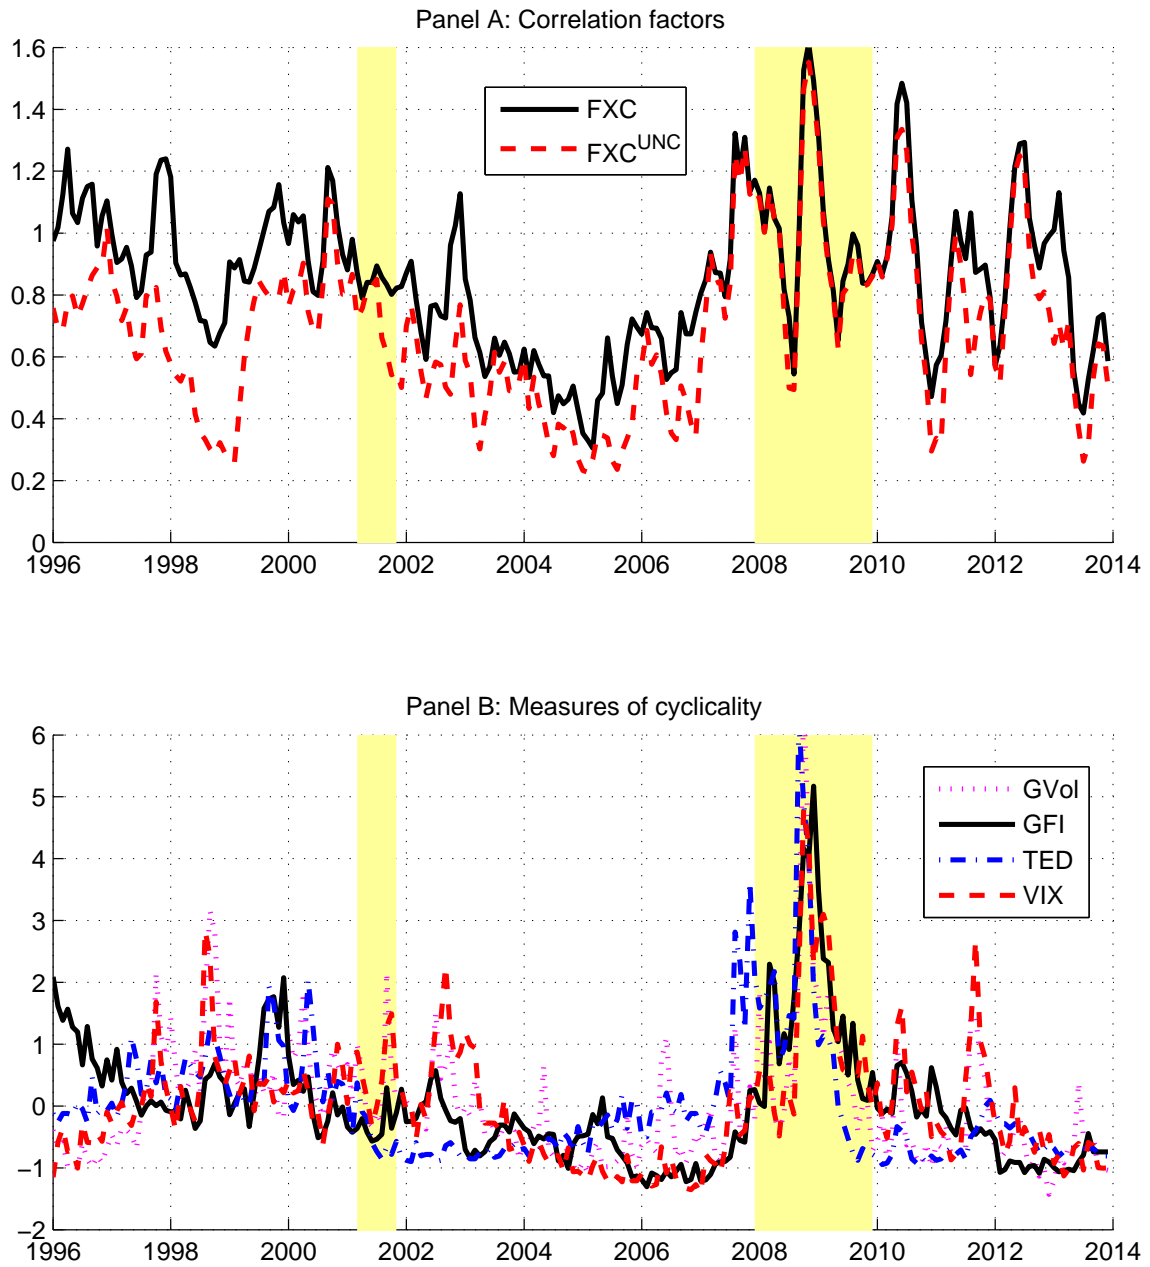 Panel A: Correlation factors
1.6
1.4
1.2
1
0.8
0.6
0.4
0.2
0
FXC
FXC^UNC
1996 1998 2000 2002 2004 2006 2008 2010 2012 2014
Panel B: Measures of cyclicality
6
5
4
3
2
1
0
−1
−2
GVol
GFI
TED
VIX
1996 1998 2000 2002 2004 2006 2008 2010 2012 2014